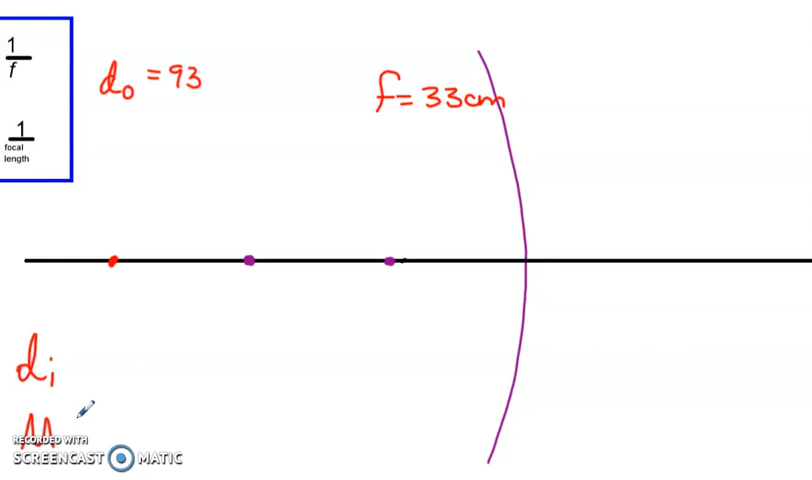 1
f
1
focal
length
d₀ = 93
f = 33cm
dᵢ
M
RECORDED WITH
SCREENCAST MATIC